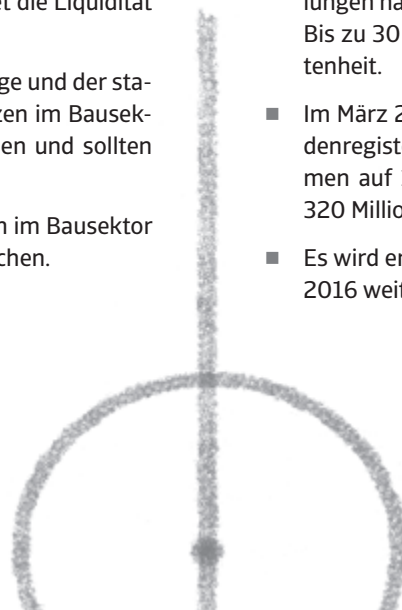 et die Liquidität
ge und der sta-
zen im Bausek-
en und sollten
n im Bausektor
chen.
lungen na
Bis zu 30
tenheit.
■ Im März 2
denregist
men auf
320 Millio
■ Es wird er
2016 weit